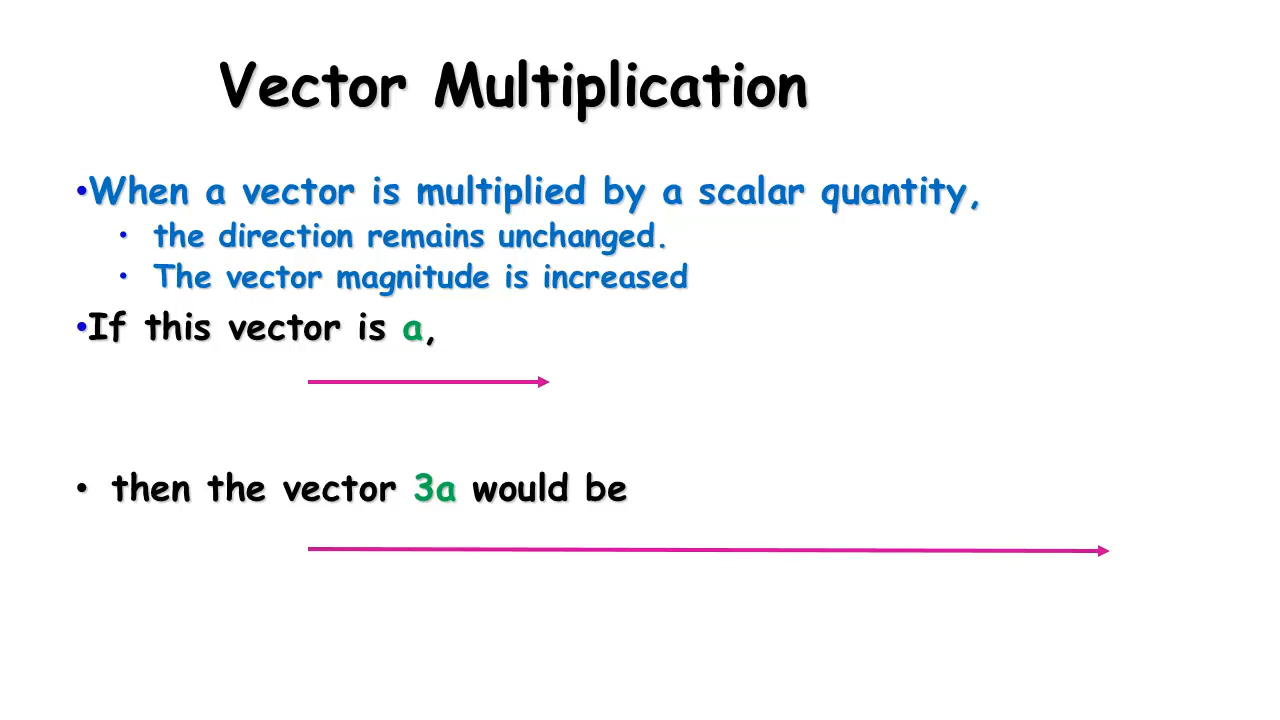 Vector Multiplication
•When a vector is multiplied by a scalar quantity,
• the direction remains unchanged.
• The vector magnitude is increased
•If this vector is a,
• then the vector 3a would be